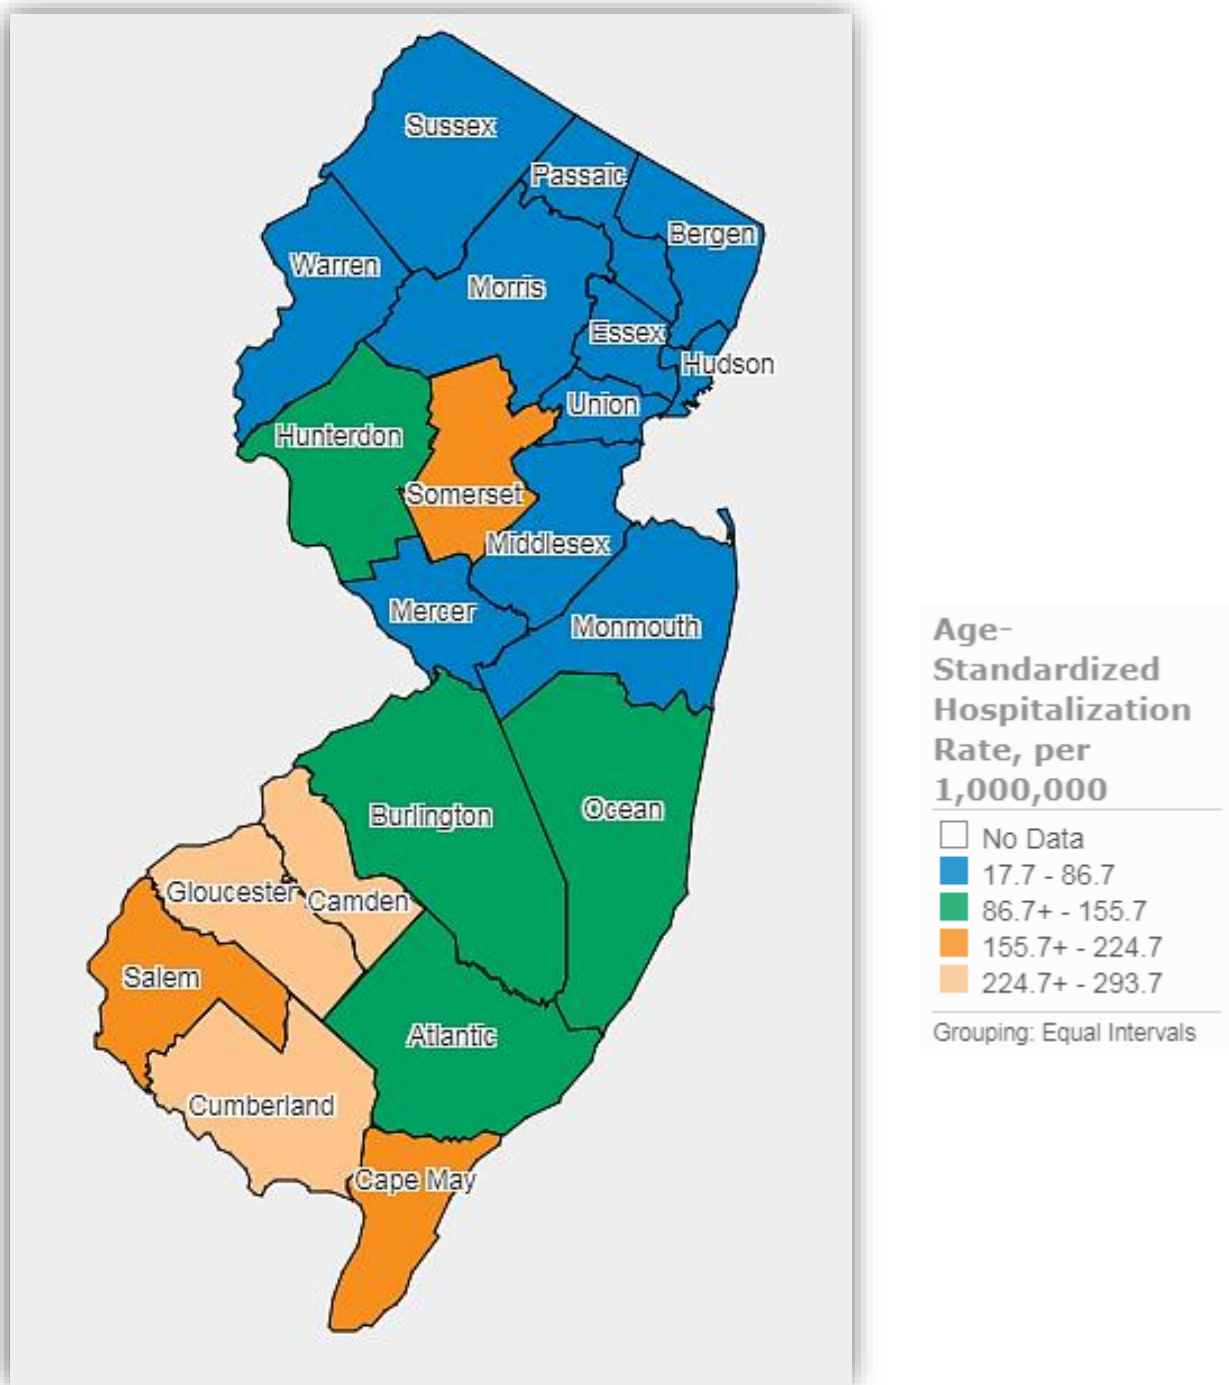 Sussex
Passaic
Bergen
Warren
Morris
Essex
Hudson
Union
Hunterdon
Somerset
Middlesex
Mercer
Monmouth
Burlington
Ocean
Gloucester
Camden
Salem
Atlantic
Cumberland
Cape May
Age-
Standardized
Hospitalization
Rate, per
1,000,000
No Data
17.7 - 86.7
86.7+ - 155.7
155.7+ - 224.7
224.7+ - 293.7
Grouping: Equal Intervals